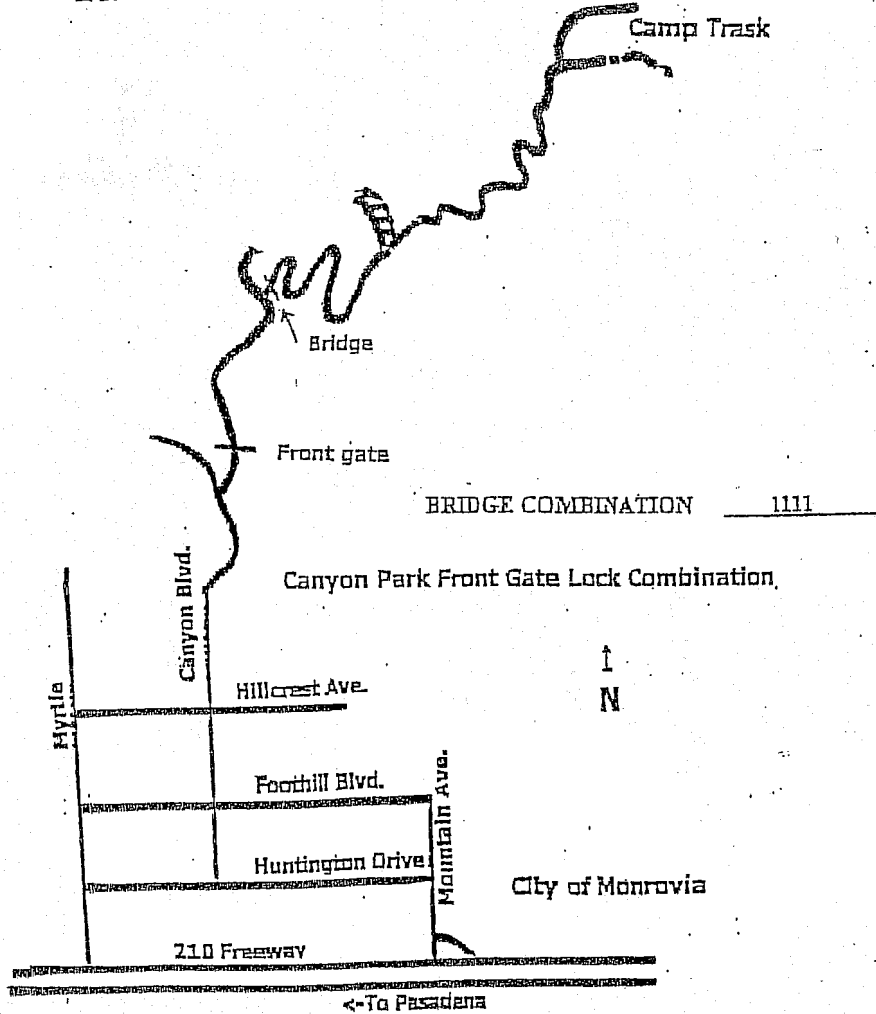 Camp Trask
Bridge
Front gate
BRIDGE COMBINATION 1111
Canyon Park Front Gate Lock Combination
Canyon Blvd.
Myrtle
Hillcrest Ave.
N
Foothill Blvd.
Mountain Ave.
Huntington Drive
City of Monrovia
210 Freeway
<-To Pasadena